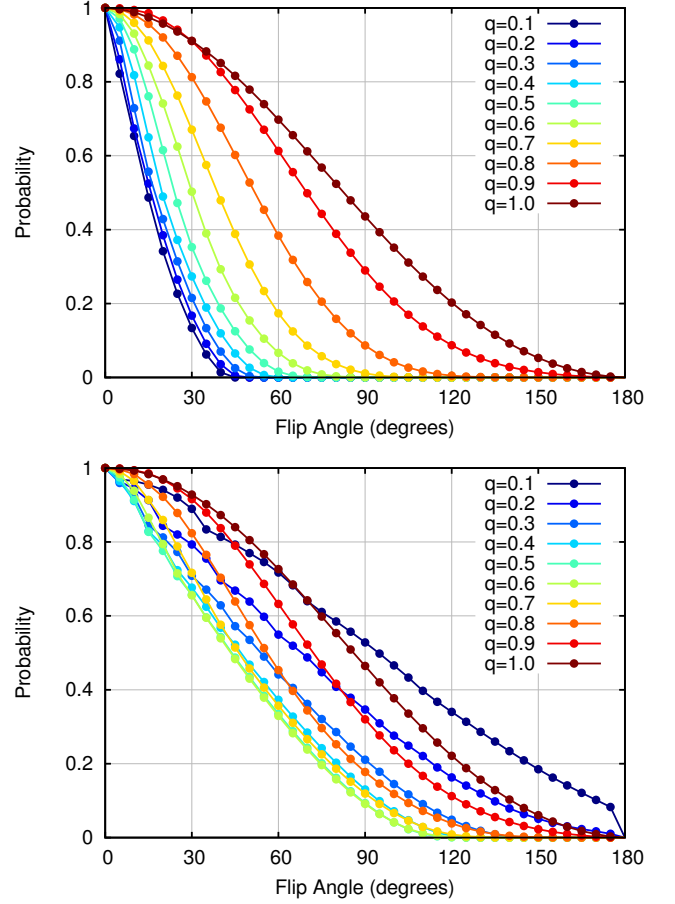 1
0.8
0.6
0.4
0.2
0
Probability
0 30 60 90 120 150 180
Flip Angle (degrees)
q=0.1
q=0.2
q=0.3
q=0.4
q=0.5
q=0.6
q=0.7
q=0.8
q=0.9
q=1.0
1
0.8
0.6
0.4
0.2
0
Probability
0 30 60 90 120 150 180
Flip Angle (degrees)
q=0.1
q=0.2
q=0.3
q=0.4
q=0.5
q=0.6
q=0.7
q=0.8
q=0.9
q=1.0